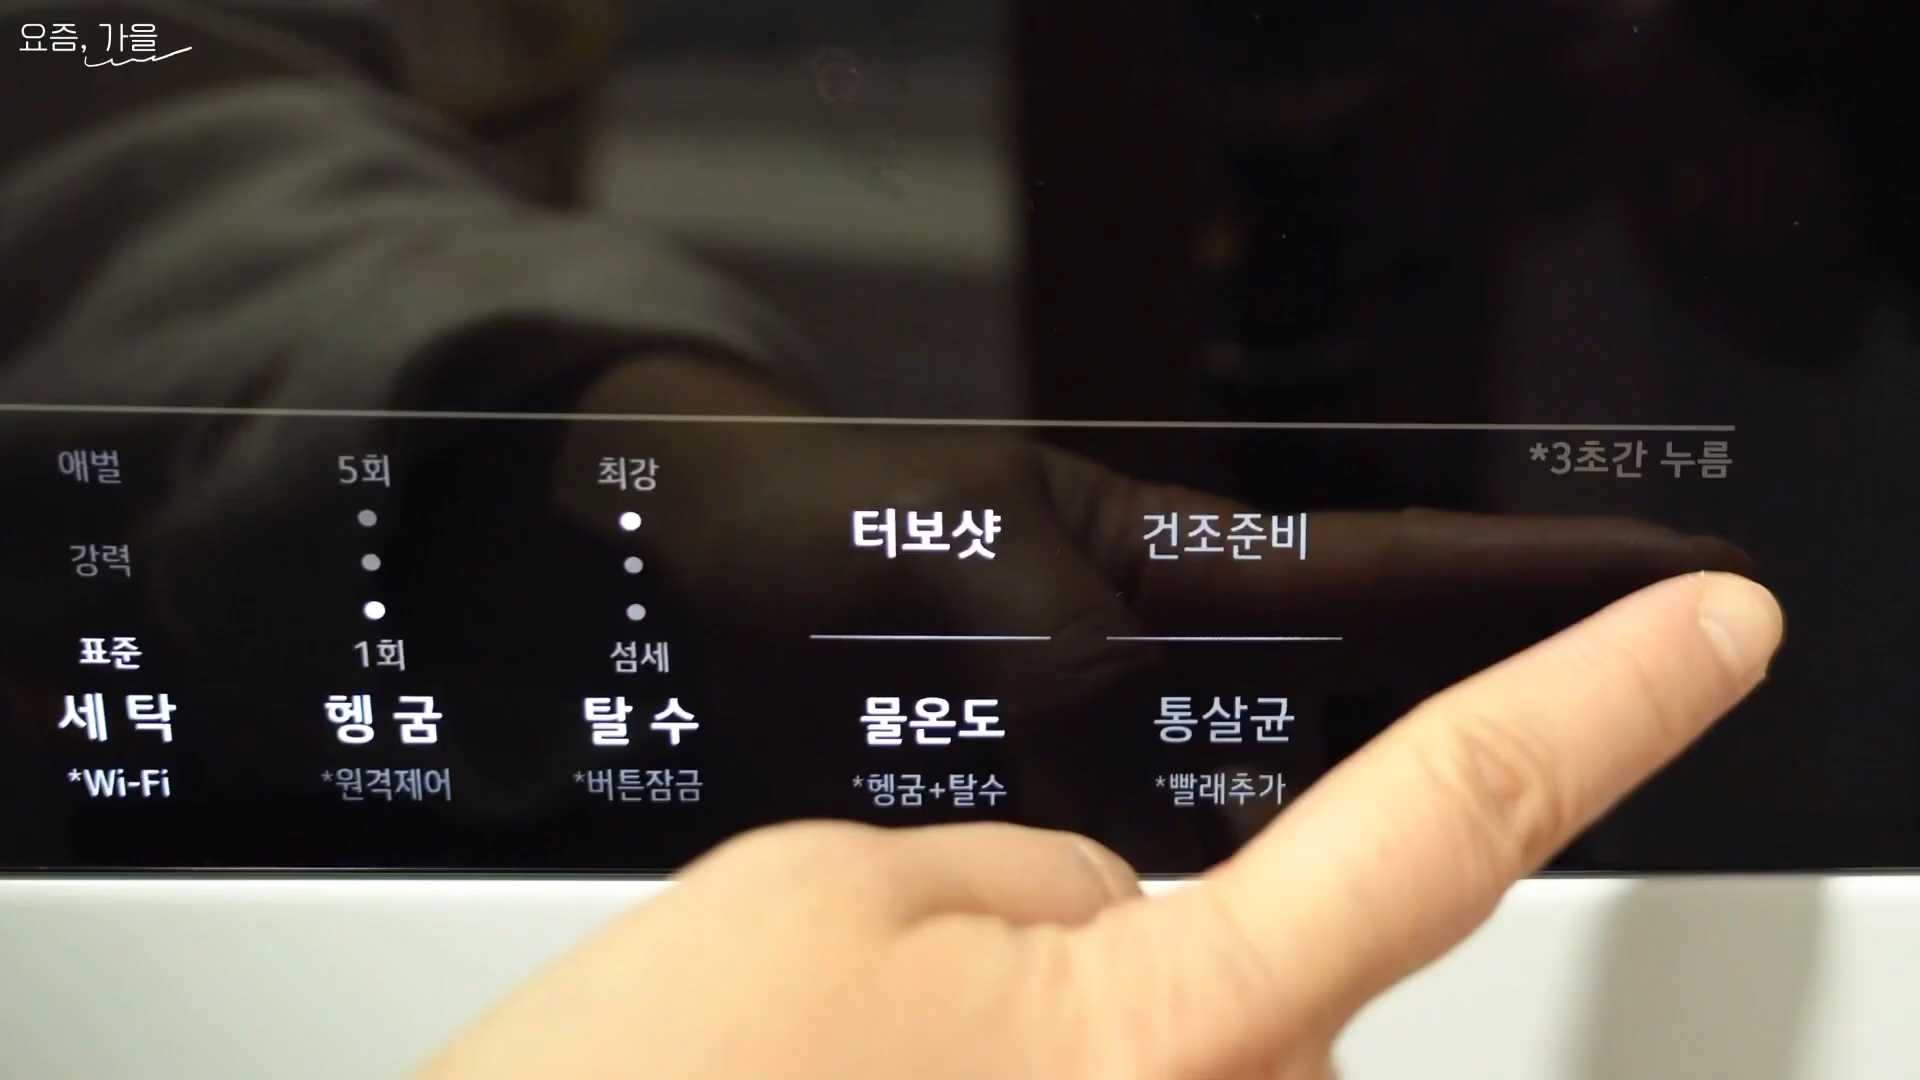 요즘, 가을
*3초간 누름
애벌 5회 최강
강력
터보샷 건조준비
표준 1회 섬세
세탁 헹굼 탈수 물온도 통살균
*Wi-Fi *원격제어 *버튼잠금 *헹굼+탈수 *빨래추가